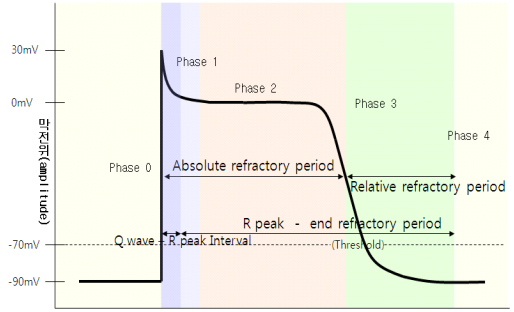 30mV
Phase 1
Phase 2
0mV
Phase 3
막전위(amplitude)
Phase 4
Phase 0
Absolute refractory period
Relative refractory period
R peak - end refractory period
Q wave - R peak Interval
-70mV
(Threshold)
-90mV